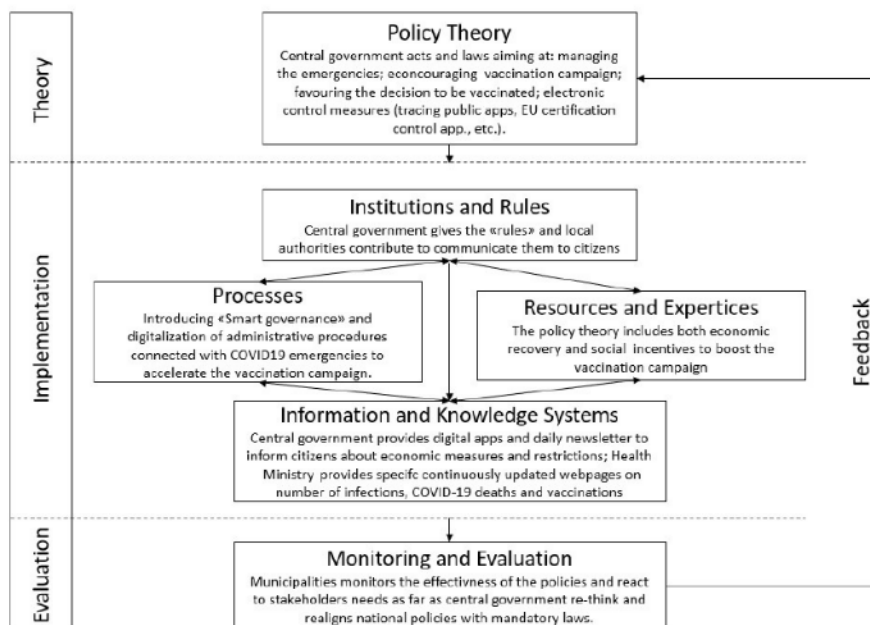 Theory
Policy Theory
Central government acts and laws aiming at: managing
the emergencies; econcouraging vaccination campaign;
favouring the decision to be vaccinated; electronic
control measures (tracing public apps, EU certification
control app., etc.).
Implementation
Institutions and Rules
Central government gives the «rules» and local
authorities contribute to communicate them to citizens
Processes
Introducing «Smart governance» and
digitalization of administrative procedures
connected with COVID19 emergencies to
accelerate the vaccination campaign.
Resources and Expertices
The policy theory includes both economic
recovery and social incentives to boost the
vaccination campaign
Information and Knowledge Systems
Central government provides digital apps and daily newsletter to
inform citizens about economic measures and restrictions; Health
Ministry provides specifc continuously updated webpages on
number of infections, COVID-19 deaths and vaccinations
Feedback
Evaluation
Monitoring and Evaluation
Municipalities monitors the effectivness of the policies and react
to stakeholders needs as far as central government re-think and
realigns national policies with mandatory laws.